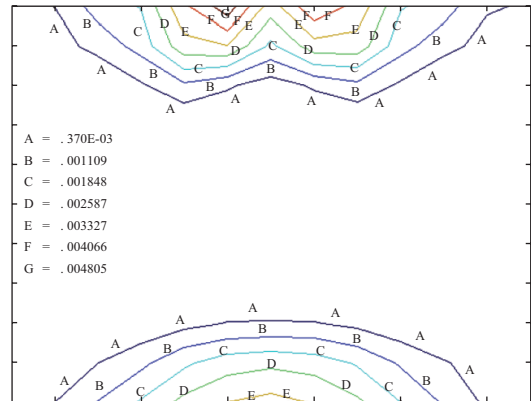 A B C D E F G F F E D C B A
B C D E D C E D B A
A B C B A
A B A A B A
A A
A = .370E-03
B = .001109
C = .001848
D = .002587
E = .003327
F = .004066
G = .004805
A A
A B A
A B C C B A
D
A B C D E E D C B A